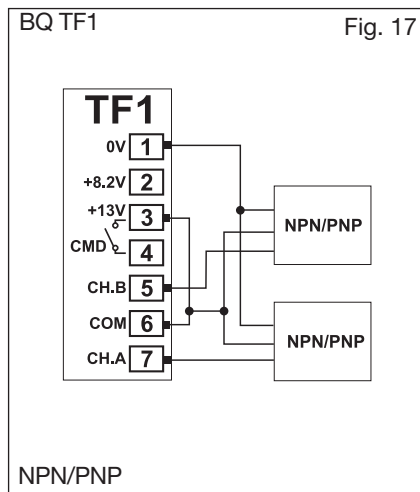 BQ TF1 Fig. 17
TF1
0V 1
+8.2V 2
+13V 3
CMD 4
CH.B 5
COM 6
CH.A 7
NPN/PNP
NPN/PNP
NPN/PNP